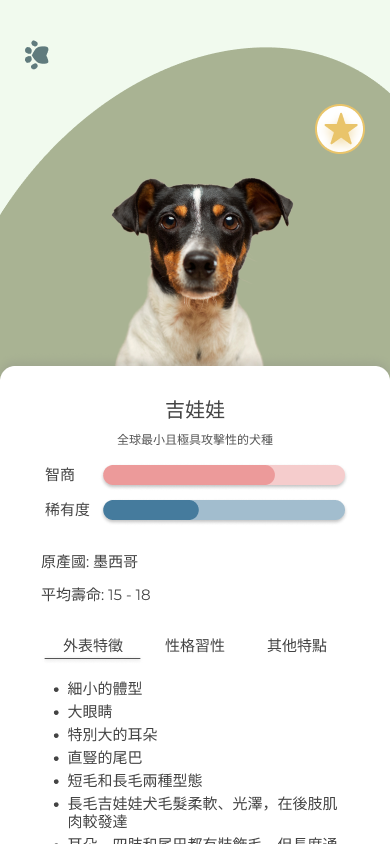 吉娃娃
全球最小且極具攻擊性的犬種
智商
稀有度
原產國: 墨西哥
平均壽命: 15 - 18
外表特徵 性格習性 其他特點
• 細小的體型
• 大眼睛
• 特別大的耳朵
• 直豎的尾巴
• 短毛和長毛兩種型態
• 長毛吉娃娃犬毛髮柔軟、光澤，在後肢肌
肉較發達